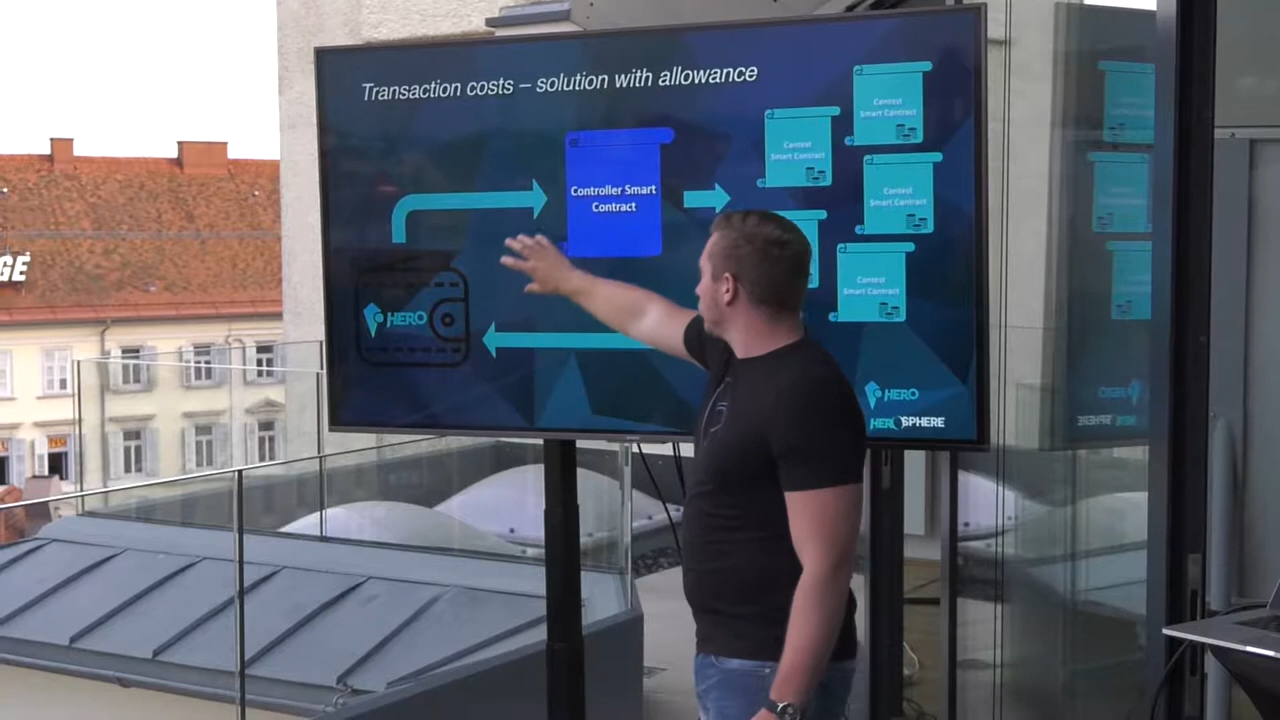 Transaction costs – solution with allowance
Contest
Smart Contract
Contest
Smart Contract
Controller Smart
Contract
Contest
Smart Contract
Contest
Smart Contract
HERO
HERO
HEROSPHERE
GE